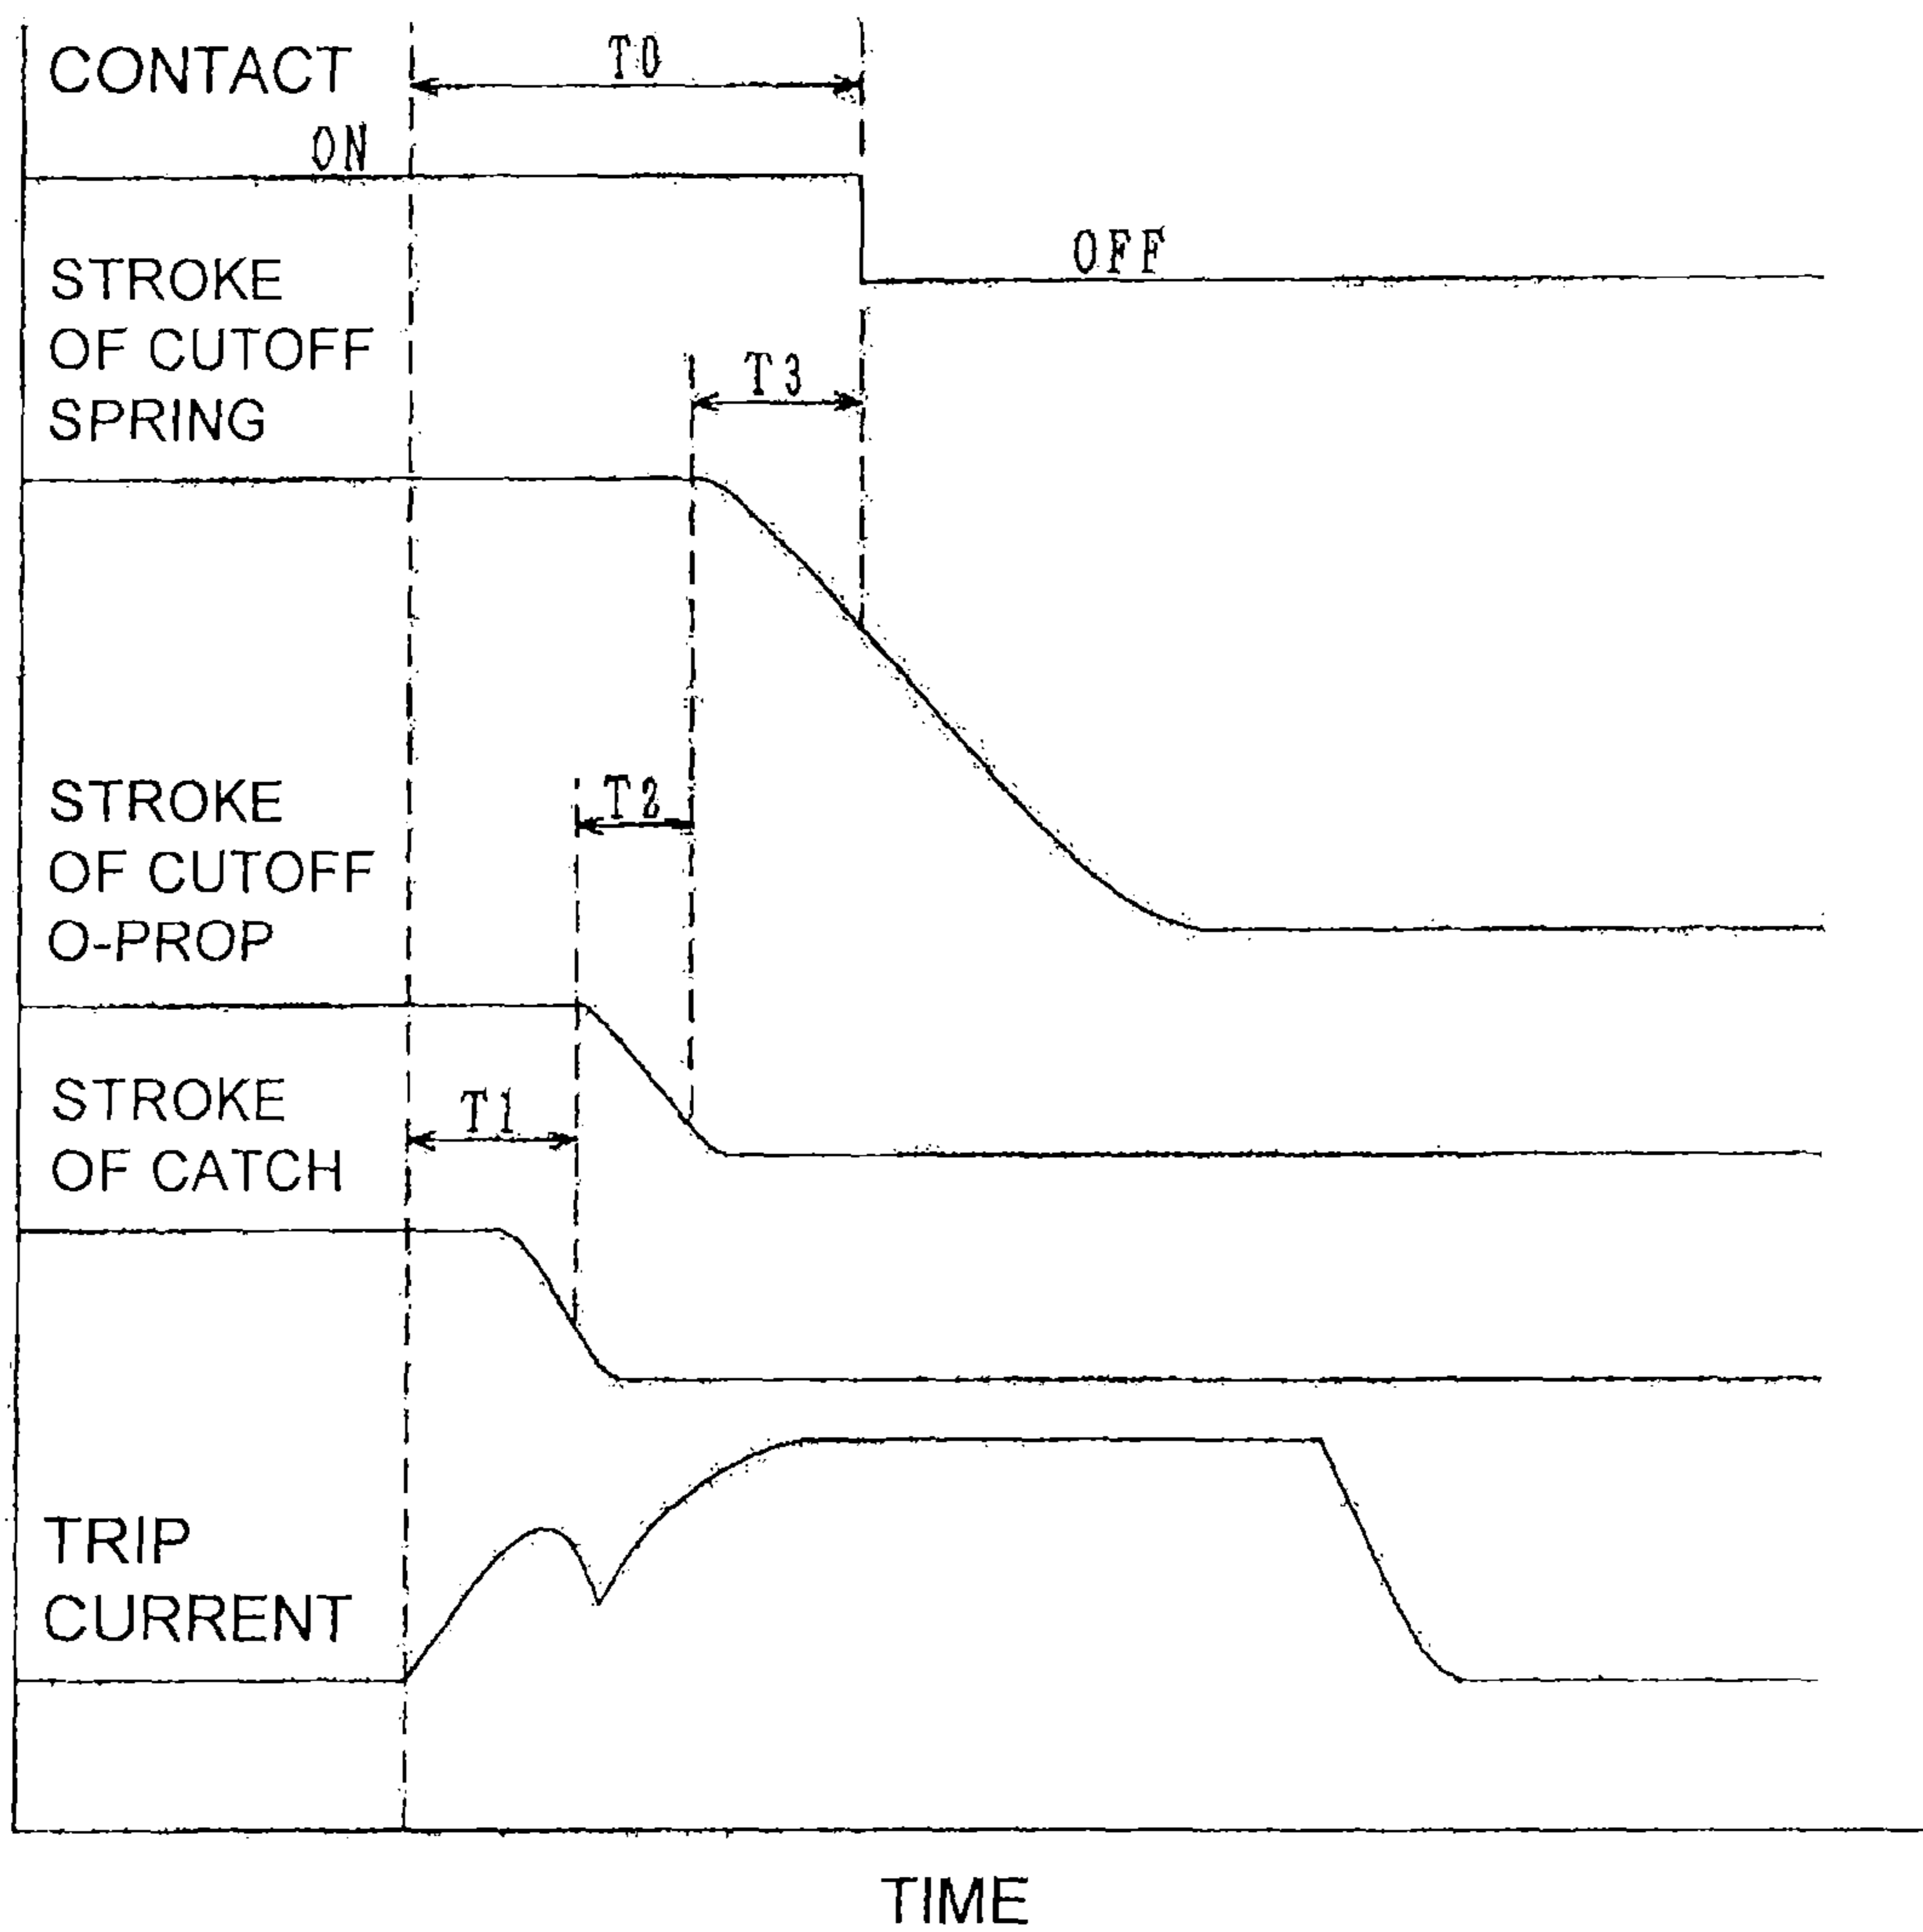 CONTACT
T0
ON
OFF
STROKE
OF CUTOFF
SPRING
T3
STROKE
OF CUTOFF
O-PROP
T2
STROKE
OF CATCH
T1
TRIP
CURRENT
TIME